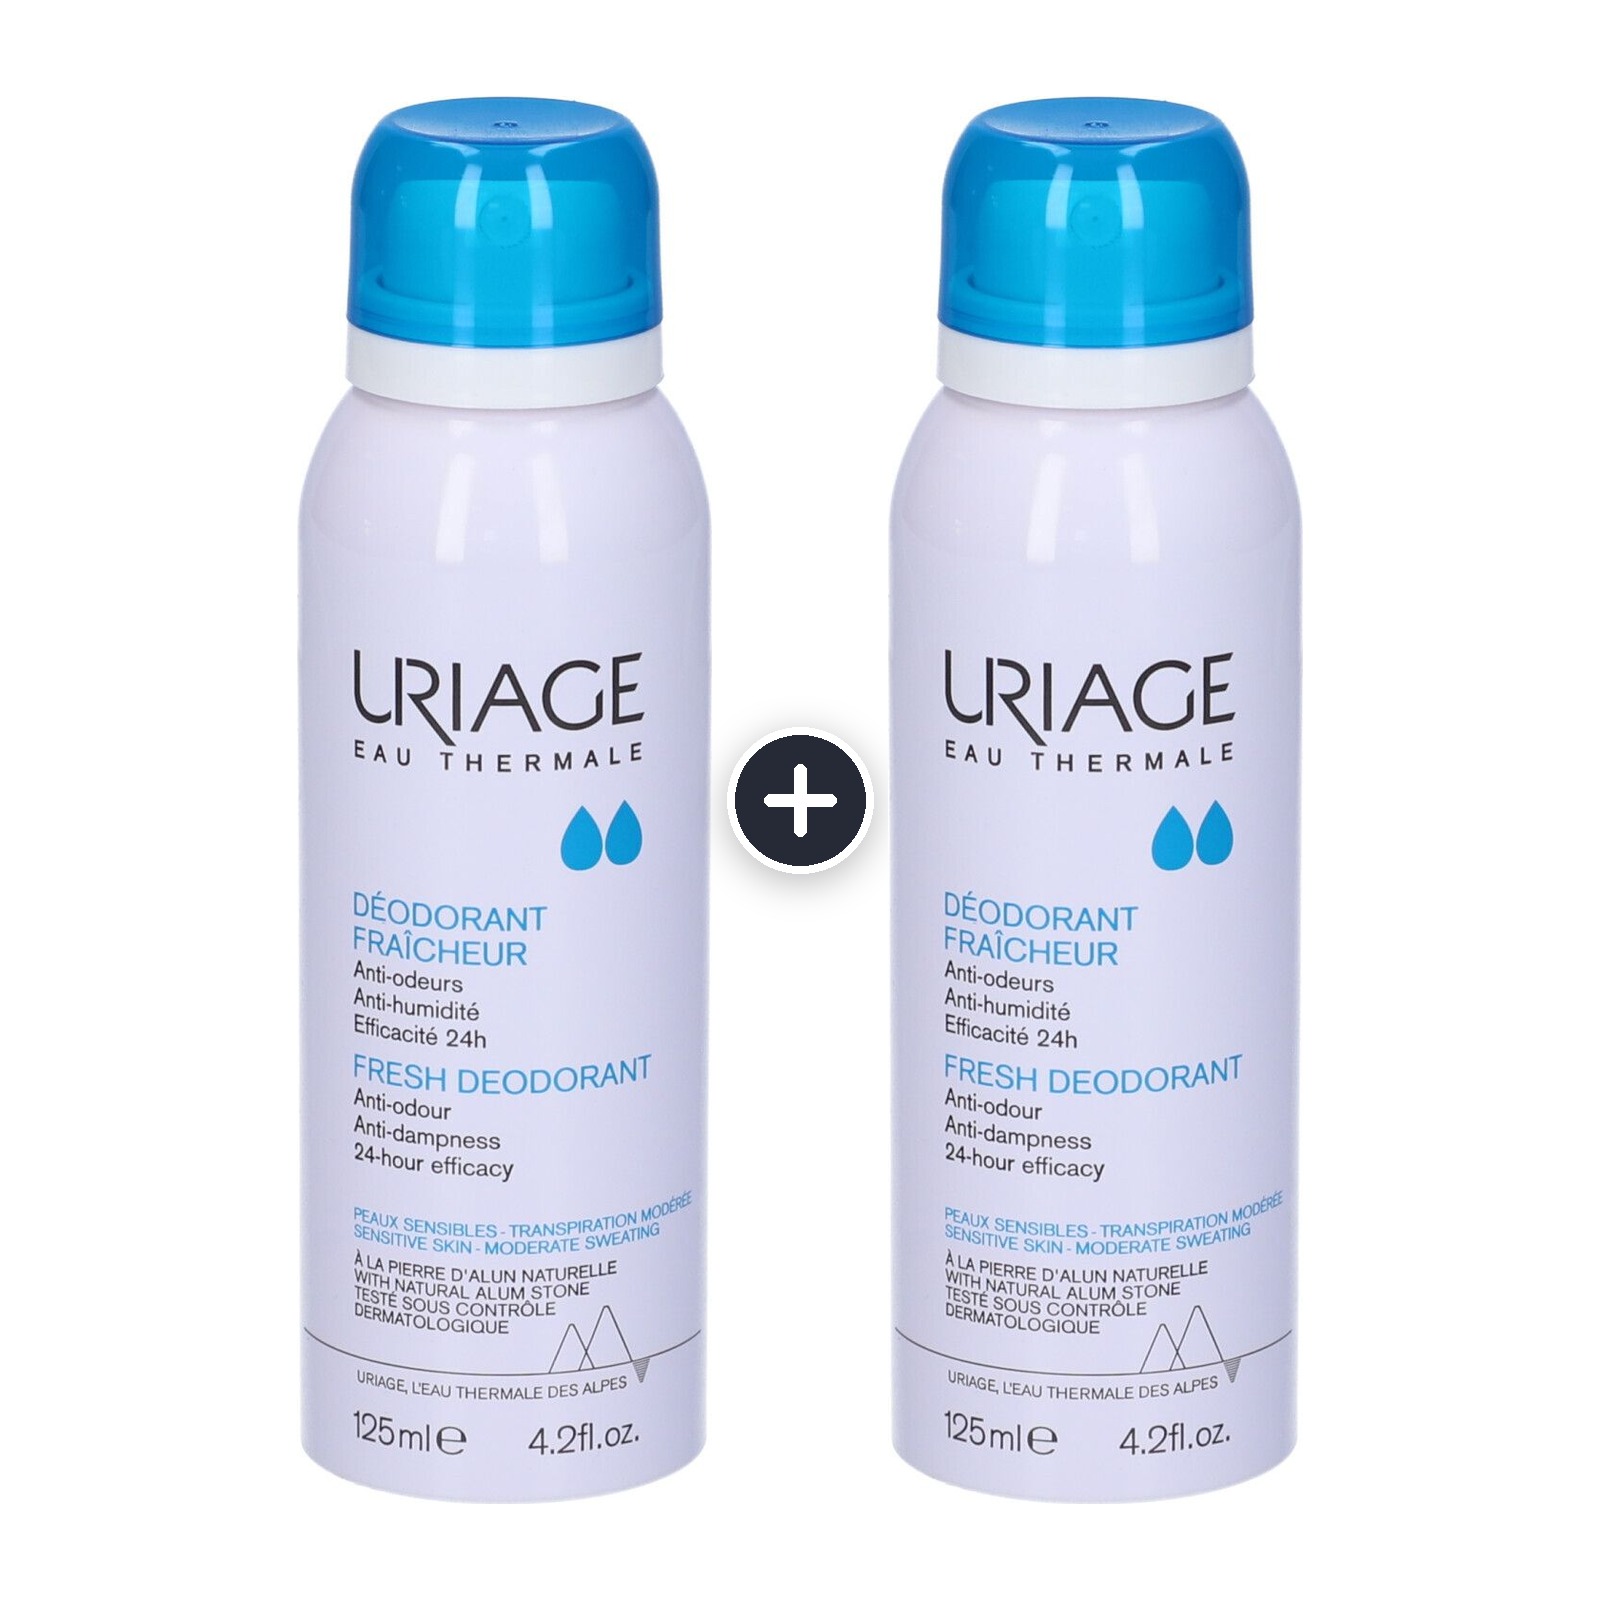 URIAGE
EAU THERMALE
DÉODORANT
FRAÎCHEUR
Anti-odeurs
Anti-humidité
Efficacité 24h
FRESH DEODORANT
Anti-odour
Anti-dampness
24-hour efficacy
PEAUX SENSIBLES - TRANSPIRATION MODÉRÉE
SENSITIVE SKIN - MODERATE SWEATING
À LA PIERRE D'ALUN NATURELLE
WITH NATURAL ALUM STONE
TESTÉ SOUS CONTRÔLE
DERMATOLOGIQUE
URIAGE, L'EAU THERMALE DES ALPES
125ml℮ 4.2fl.oz.
URIAGE
EAU THERMALE
DÉODORANT
FRAÎCHEUR
Anti-odeurs
Anti-humidité
Efficacité 24h
FRESH DEODORANT
Anti-odour
Anti-dampness
24-hour efficacy
PEAUX SENSIBLES - TRANSPIRATION MODÉRÉE
SENSITIVE SKIN - MODERATE SWEATING
À LA PIERRE D'ALUN NATURELLE
WITH NATURAL ALUM STONE
TESTÉ SOUS CONTRÔLE
DERMATOLOGIQUE
URIAGE, L'EAU THERMALE DES ALPES
125ml℮ 4.2fl.oz.